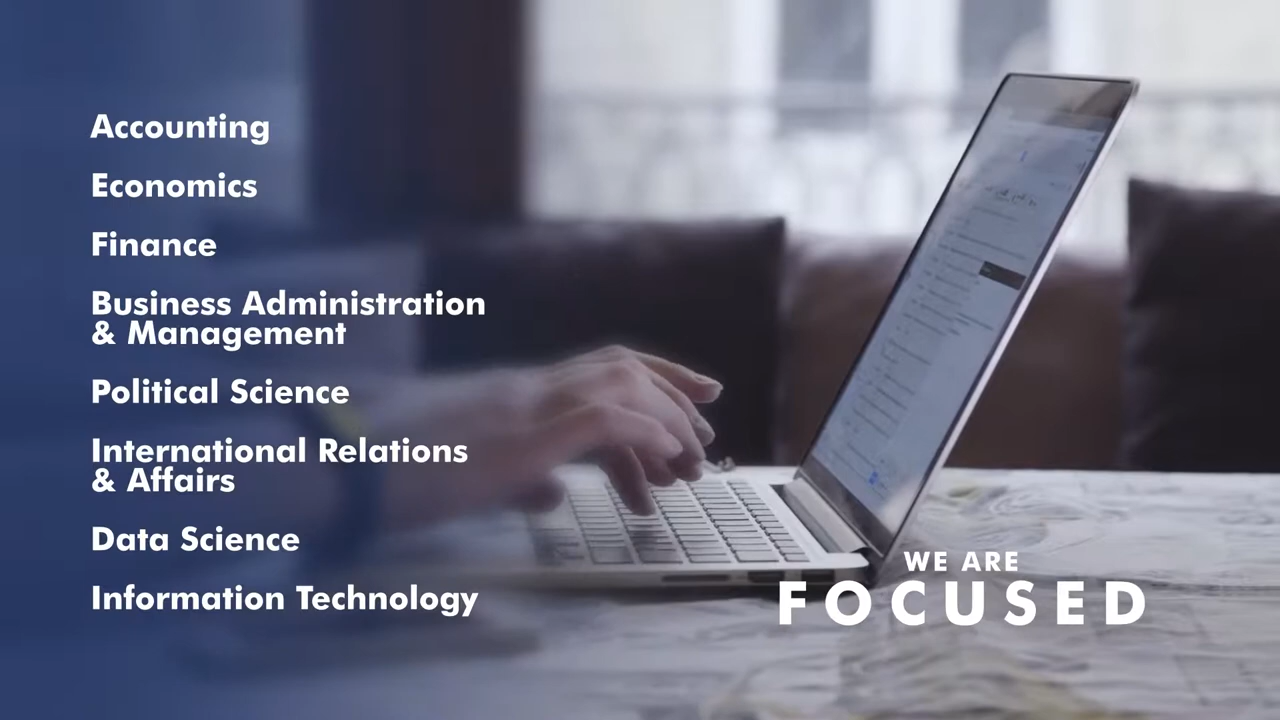 Accounting
Economics
Finance
Business Administration
& Management
Political Science
International Relations
& Affairs
Data Science
Information Technology
WE ARE
FOCUSED